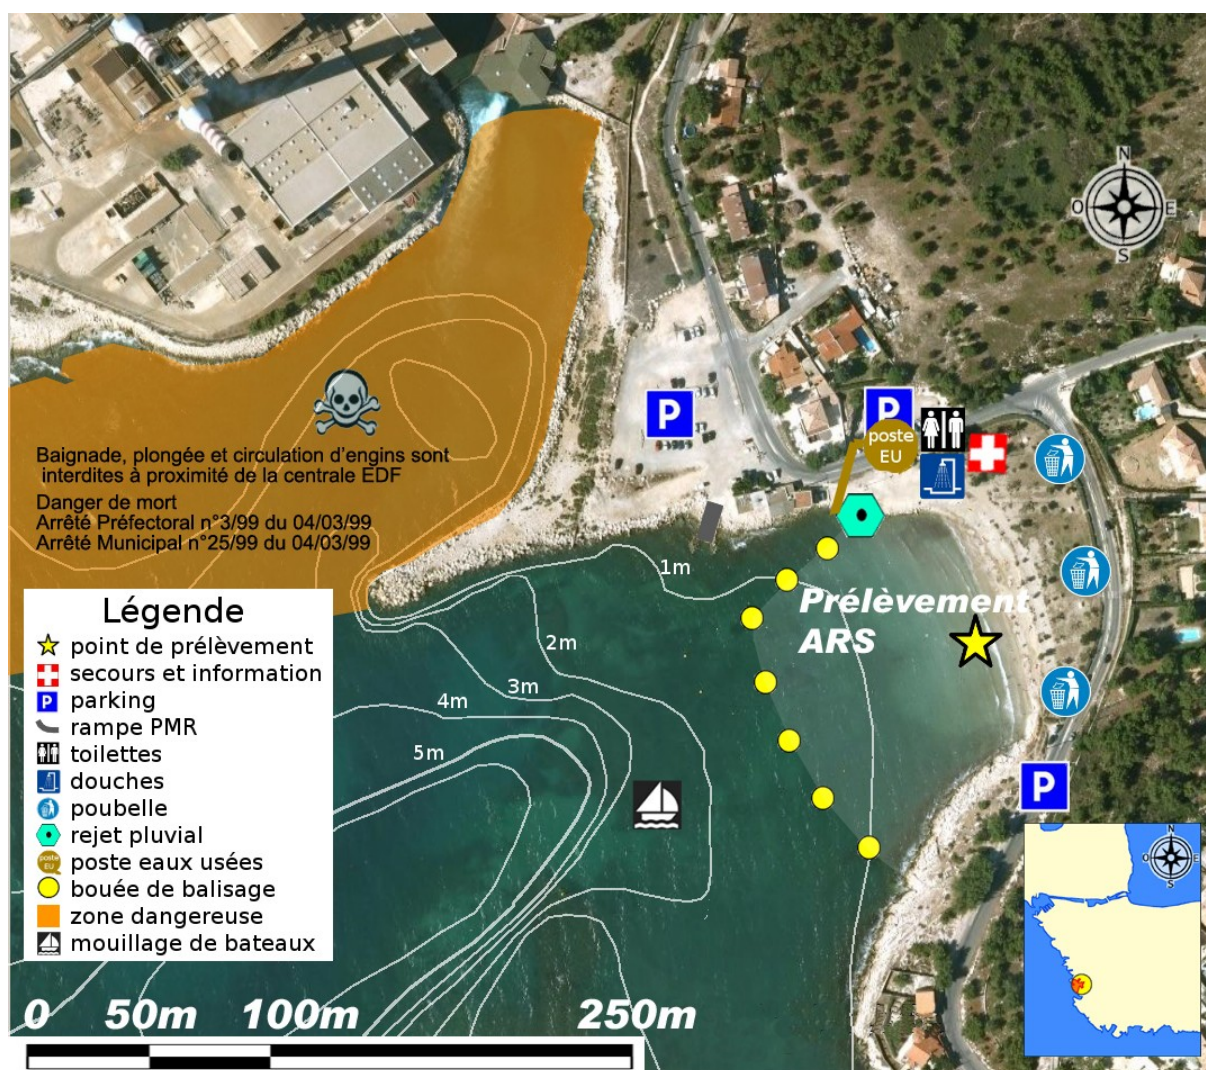 N
O
E
S
P
P
poste
EU
Baignade, plongée et circulation d'engins sont
interdites à proximité de la centrale EDF
Danger de mort
Arrêté Préfectoral n°3/99 du 04/03/99
Arrêté Municipal n°25/99 du 04/03/99
1m
Prélèvement
ARS
2m
3m
4m
5m
P
Légende
point de prélèvement
secours et information
P parking
rampe PMR
toilettes
douches
poubelle
rejet pluvial
poste EU poste eaux usées
bouée de balisage
zone dangereuse
mouillage de bateaux
N
O
E
S
0 50m 100m 250m